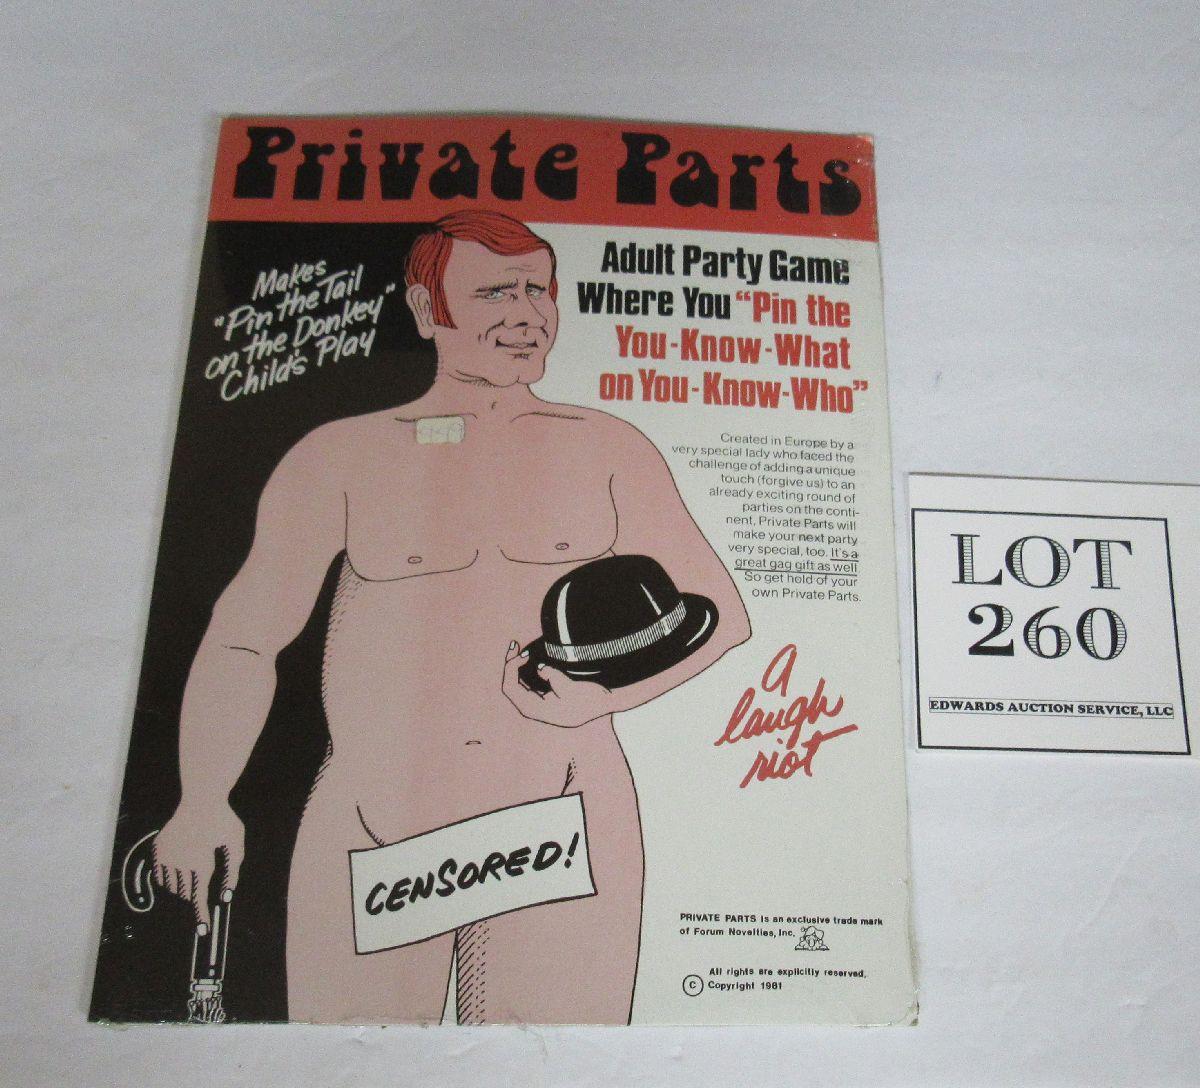 Private Parts
Makes
"Pin the Tail
on the Donkey"
Child's Play
Adult Party Game
Where You "Pin the
You-Know-What
on You-Know-Who"
Created in Europe by a
very special lady who faced the
challenge of adding a unique
touch (forgive us) to an
already exciting round of
parties on the conti-
nent, Private Parts will
make your next party
very special, too. It's a
great gag gift as well
So get hold of your
own Private Parts.
a
laugh
riot
CENSORED!
PRIVATE PARTS is an exclusive trade mark
of Forum Novelties, Inc.
All rights are explicitly reserved.
© Copyright 1981
LOT
260
EDWARDS AUCTION SERVICE, LLC